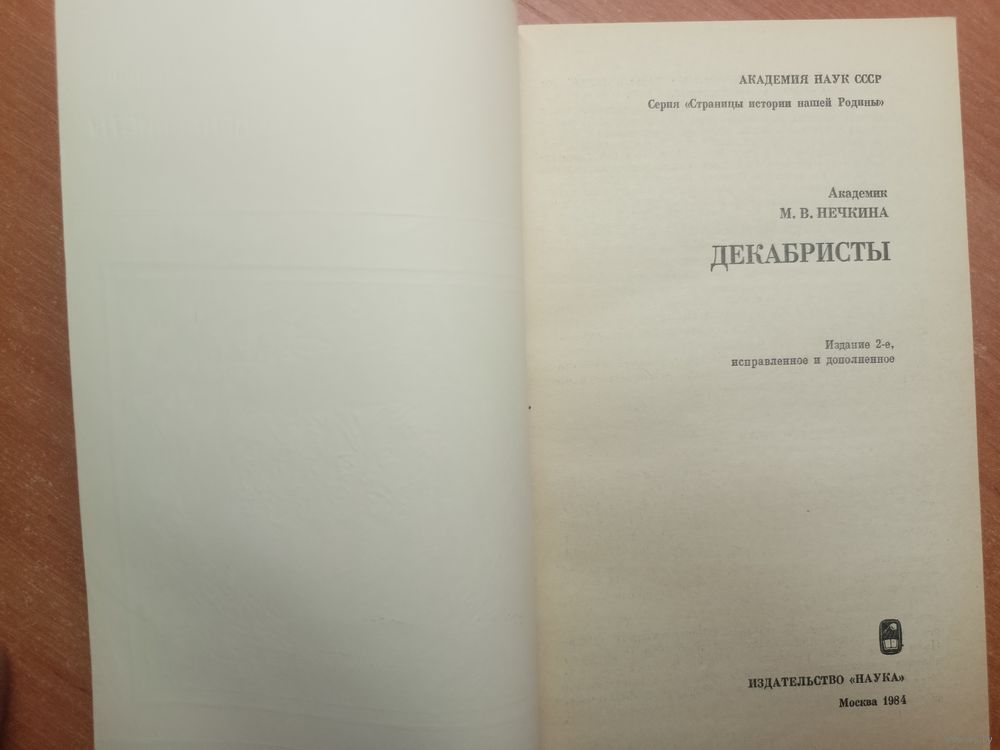 АКАДЕМИЯ НАУК СССР
Серия «Страницы истории нашей Родины»
Академик
М. В. НЕЧКИНА
ДЕКАБРИСТЫ
Издание 2-е,
исправленное и дополненное
ИЗДАТЕЛЬСТВО «НАУКА»
Москва 1984